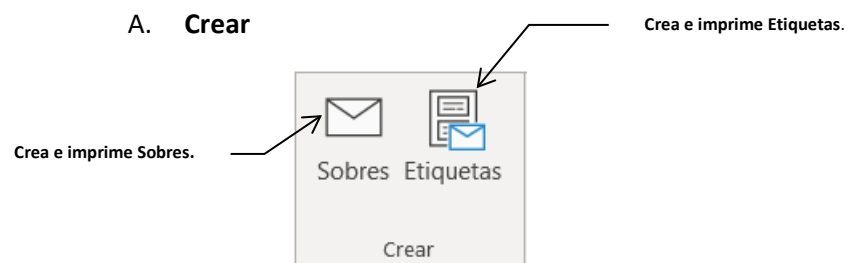 A. Crear
Crea e imprime Etiquetas.
Crea e imprime Sobres.
Sobres Etiquetas
Crear